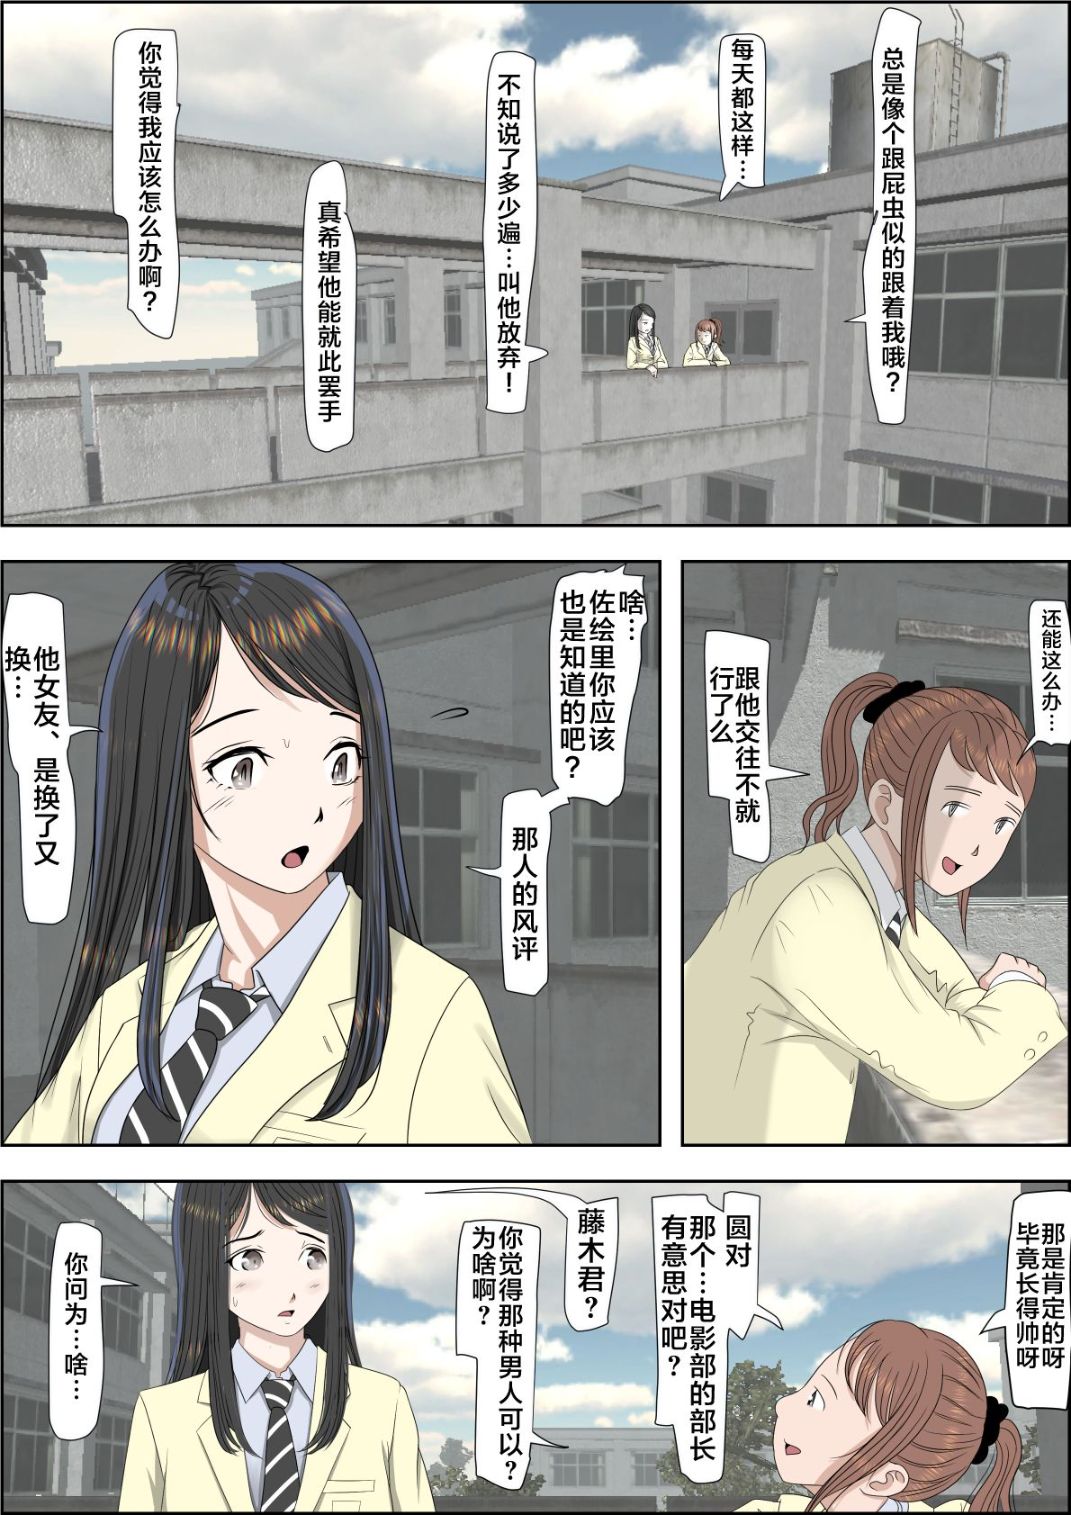 总是像个跟屁虫似的跟着我哦？
每天都这样…
不知说了多少遍…叫他放弃！
真希望他能就此罢手
你觉得我应该怎么办啊？
还能这么办…
跟他交往不就
行了么
啥…
佐绘里你应该
也是知道的吧？
那人的风评
他女友、是换了又
换…
那是肯定的呀
毕竟长得帅呀
圆对
那个…电影部的部长
有意思对吧？
藤木君？
你觉得那种男人可以？
为啥啊？
你问为…啥…